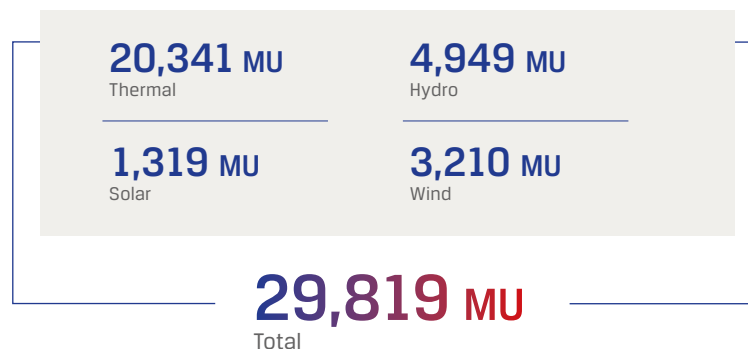 20,341 MU
Thermal
4,949 MU
Hydro
1,319 MU
Solar
3,210 MU
Wind
29,819 MU
Total